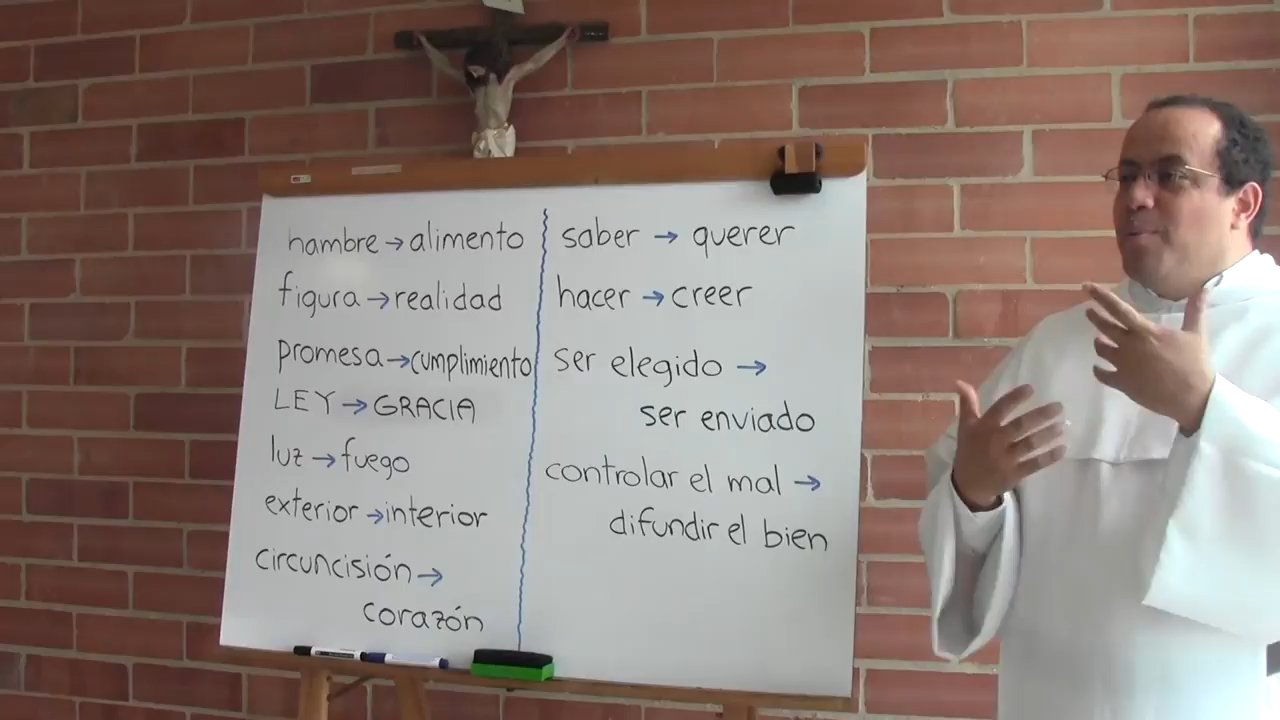 hambre → alimento
figura → realidad
promesa → cumplimiento
LEY → GRACIA
luz → fuego
exterior → interior
circuncisión →
corazón
saber → querer
hacer → creer
ser elegido →
ser enviado
controlar el mal →
difundir el bien